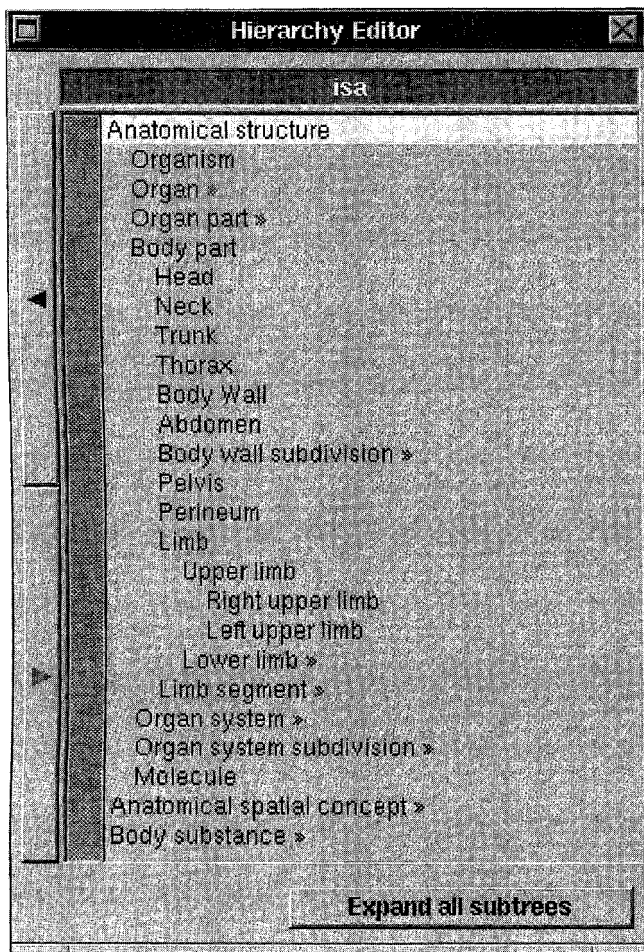 Hierarchy Editor
isa
Anatomical structure
Organism
Organ »
Organ part »
Body part
Head
Neck
Trunk
Thorax
Body Wall
Abdomen
Body wall subdivision »
Pelvis
Perineum
Limb
Upper limb
Right upper limb
Left upper limb
Lower limb »
Limb segment »
Organ system »
Organ system subdivision »
Molecule
Anatomical spatial concept »
Body substance »
Expand all subtrees